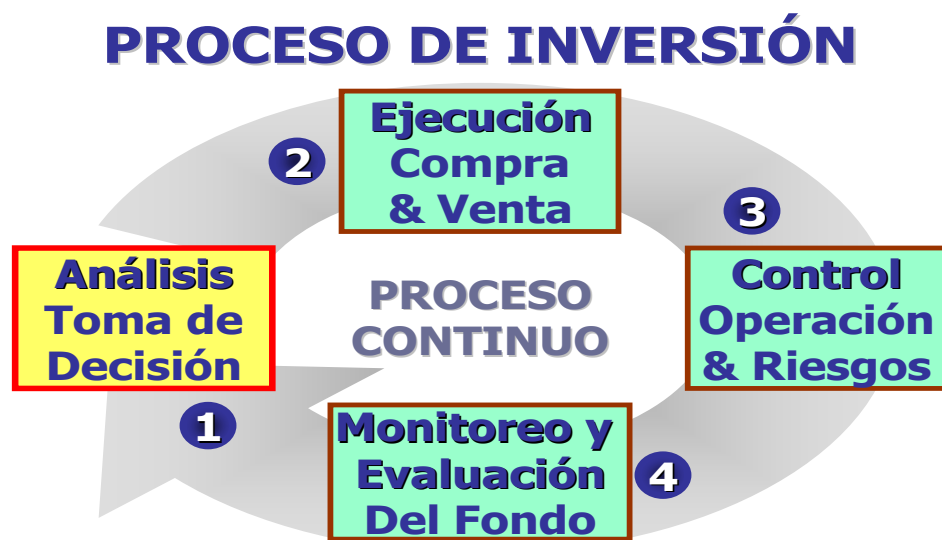 PROCESO DE INVERSIÓN
1
Análisis
Toma de
Decisión
2
Ejecución
Compra
& Venta
3
Control
Operación
& Riesgos
4
Monitoreo y
Evaluación
Del Fondo
PROCESO
CONTINUO